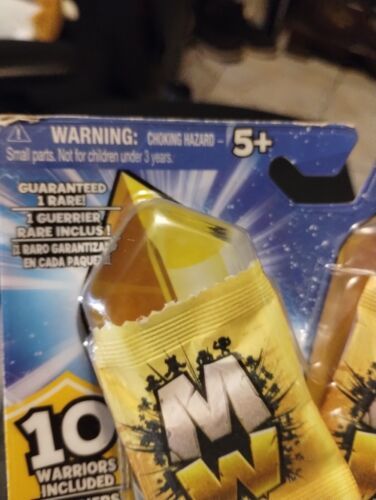 WARNING: CHOKING HAZARD –
Small parts. Not for children under 3 years.
5+
GUARANTEED
1 RARE!
1 GUERRIER
RARE INCLUS !
1 RARO GARANTIZADO
EN CADA PAQUETE
10
WARRIORS
INCLUDED
MW